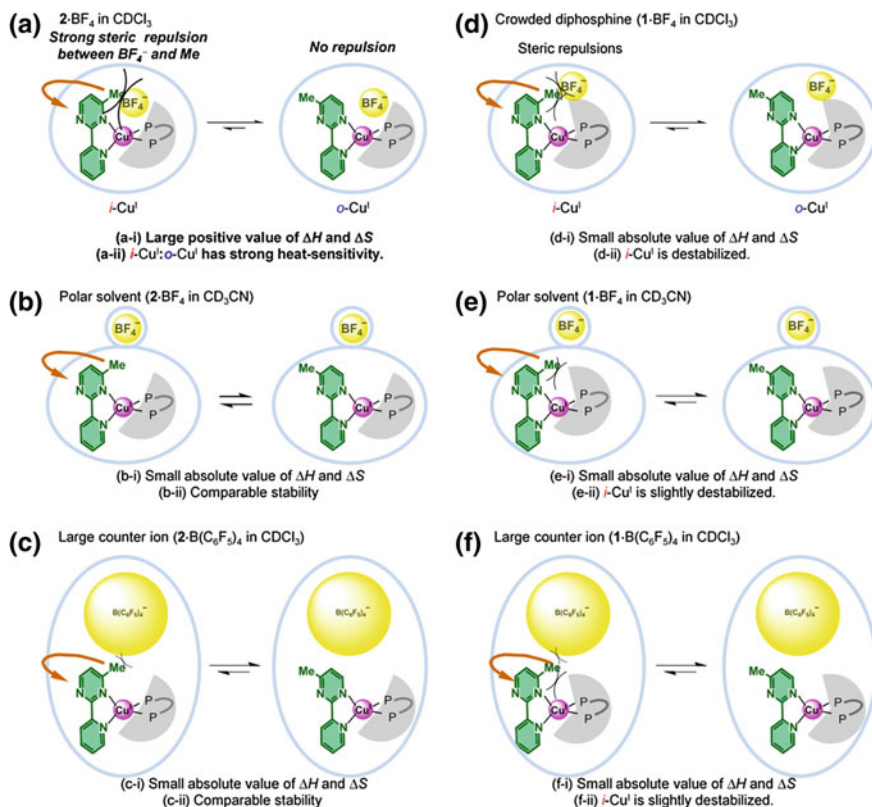 (a)
2·BF₄ in CDCl₃
Strong steric repulsion
between BF₄⁻ and Me
No repulsion
Me
BF₄⁻
N
N
N
Cuᴵ
P
P
Me
BF₄⁻
N
N
N
Cuᴵ
P
P
i-Cuᴵ
o-Cuᴵ
(a-i) Large positive value of ΔH and ΔS
(a-ii) i-Cuᴵ:o-Cuᴵ has strong heat-sensitivity.
(d)
Crowded diphosphine (1·BF₄ in CDCl₃)
Steric repulsions
Me
BF₄⁻
N
N
N
Cuᴵ
P
P
Me
BF₄⁻
N
N
N
Cuᴵ
P
P
i-Cuᴵ
o-Cuᴵ
(d-i) Small absolute value of ΔH and ΔS
(d-ii) i-Cuᴵ is destabilized.
(b)
Polar solvent (2·BF₄ in CD₃CN)
BF₄⁻
BF₄⁻
Me
N
N
N
Cuᴵ
P
P
Me
N
N
N
Cuᴵ
P
P
(b-i) Small absolute value of ΔH and ΔS
(b-ii) Comparable stability
(e)
Polar solvent (1·BF₄ in CD₃CN)
BF₄⁻
BF₄⁻
Me
N
N
N
Cuᴵ
P
P
Me
N
N
N
Cuᴵ
P
P
(e-i) Small absolute value of ΔH and ΔS
(e-ii) i-Cuᴵ is slightly destabilized.
(c)
Large counter ion (2·B(C₆F₅)₄ in CDCl₃)
B(C₆F₅)₄⁻
B(C₆F₅)₄⁻
Me
N
N
N
Cuᴵ
P
P
Me
N
N
N
Cuᴵ
P
P
(c-i) Small absolute value of ΔH and ΔS
(c-ii) Comparable stability
(f)
Large counter ion (1·B(C₆F₅)₄ in CDCl₃)
B(C₆F₅)₄⁻
B(C₆F₅)₄⁻
Me
N
N
N
Cuᴵ
P
P
Me
N
N
N
Cuᴵ
P
P
(f-i) Small absolute value of ΔH and ΔS
(f-ii) i-Cuᴵ is slightly destabilized.